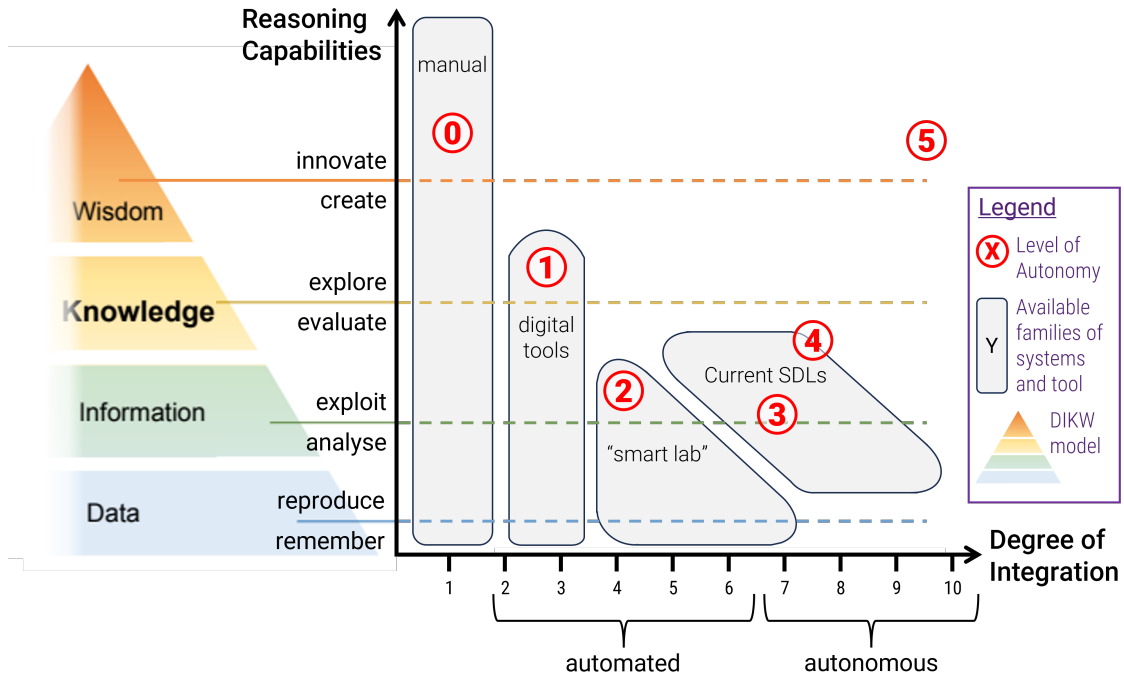 Reasoning
Capabilities
manual
0
5
innovate
create
Wisdom
Legend
X
Level of
Autonomy
1
explore
evaluate
Knowledge
digital
tools
Y
Available
families of
systems
and tool
4
Current SDLs
2
3
exploit
analyse
Information
DIKW
model
"smart lab"
reproduce
remember
Data
Degree of
Integration
1 2 3 4 5 6 7 8 9 10
automated
autonomous